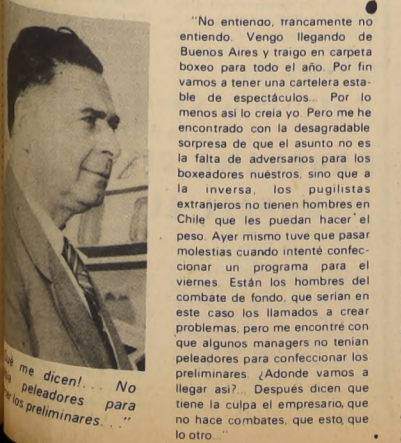 "No entiendo, francamente no
entiendo. Vengo llegando de
Buenos Aires y traigo en carpeta
boxeo para todo el año. Por fin
vamos a tener una cartelera esta-
ble de espectáculos... Por lo
menos asi lo creia yo. Pero me he
encontrado con la desagradable
sorpresa de que el asunto no es
la falta de adversarios para los
boxeadores nuéstros, sino que a
la inversa, los pugilistas
extranjeros no tienen hombres en
Chile que les puedan hacer el
peso. Ayer mismo tuve que pasar
molestias cuando intenté confec-
cionar un programa para el
viernes. Están los hombres del
combate de fondo, que serían en
este caso los llamados a crear
problemas, pero me encontré con
que algunos managers no tenían
peleadores para confeccionar los
preliminares. ¿Adonde vamos a
llegar asi?... Después dicen que
tiene la culpa el empresario, que
no hace combates, que esto, que
lo otro..."
me dicen!... No
peleadores para
los preliminares..."